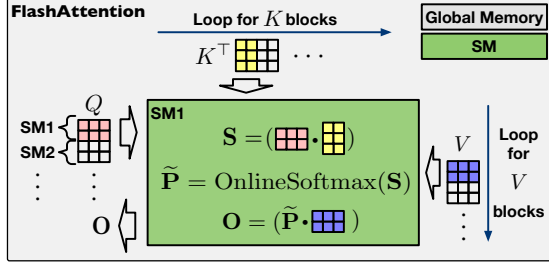 FlashAttention
Loop for K blocks
Global Memory
SM
K⊤ ···
Q
SM1
SM2
SM1
S = ( · )
P̃ = OnlineSoftmax(S)
O = (P̃ · )
O
V
Loop
for
V
blocks